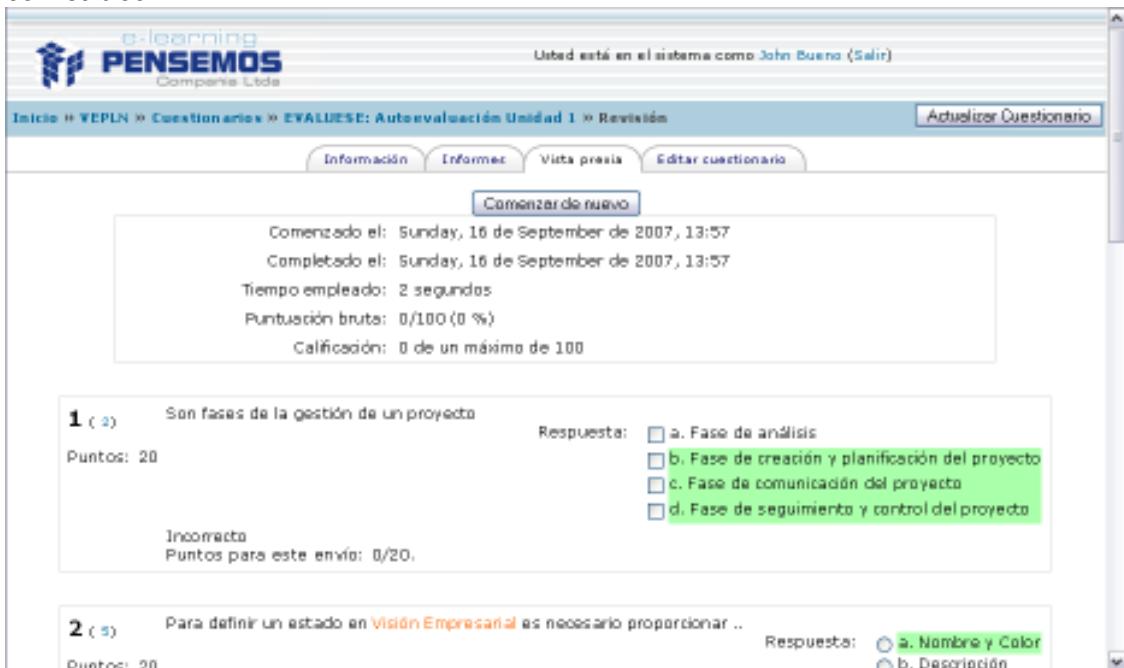 e-learning
PENSEMOS
Compañia Ltda
Usted está en el sistema como John Bueno (Salir)
Inicio » VEPLN » Cuestionarios » EVALUESE: Autoevaluación Unidad 1 » Revisión
Actualizar Cuestionario
Información Informes Vista previa Editar cuestionario
Comenzar de nuevo
Comenzado el: Sunday, 16 de September de 2007, 13:57
Completado el: Sunday, 16 de September de 2007, 13:57
Tiempo empleado: 2 segundos
Puntuación bruta: 0/100 (0 %)
Calificación: 0 de un máximo de 100
1 ( 2) Son fases de la gestión de un proyecto
Respuesta: a. Fase de análisis
Puntos: 20 b. Fase de creación y planificación del proyecto
c. Fase de comunicación del proyecto
d. Fase de seguimiento y control del proyecto
Incorrecto
Puntos para este envío: 0/20.
2 ( 5) Para definir un estado en Visión Empresarial es necesario proporcionar ..
Respuesta: a. Nombre y Color
Puntos: 20 b. Descripción